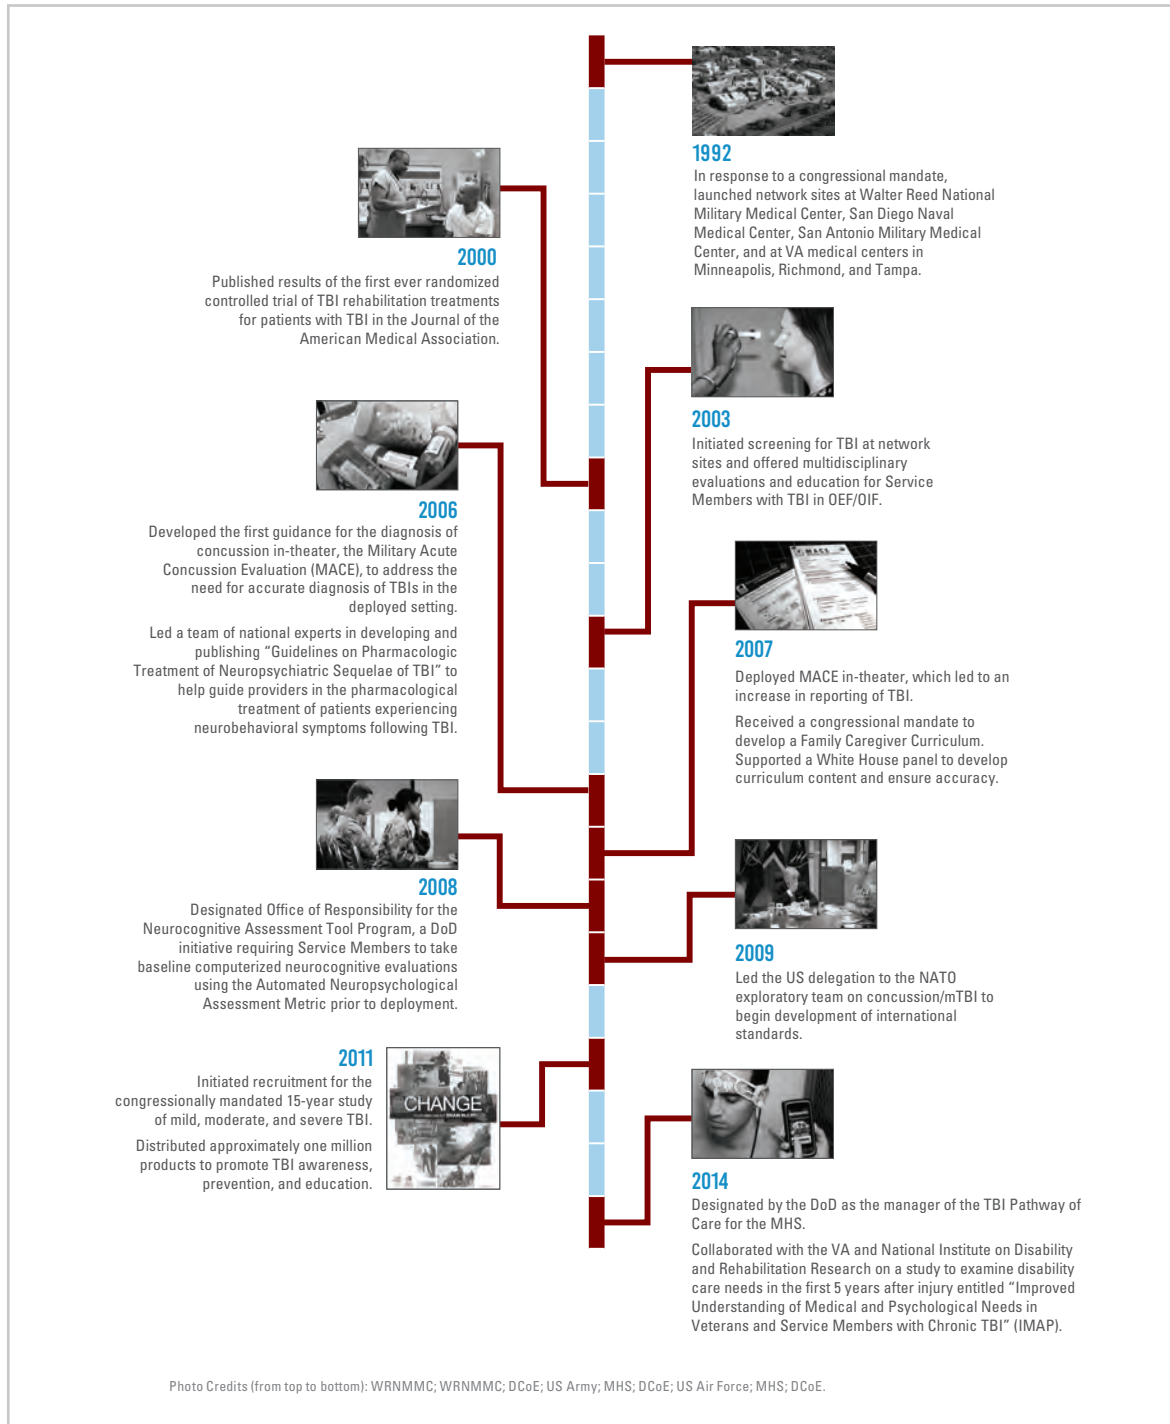 1992
In response to a congressional mandate,
launched network sites at Walter Reed National
Military Medical Center, San Diego Naval
Medical Center, San Antonio Military Medical
Center, and at VA medical centers in
Minneapolis, Richmond, and Tampa.
2000
Published results of the first ever randomized
controlled trial of TBI rehabilitation treatments
for patients with TBI in the Journal of the
American Medical Association.
2003
Initiated screening for TBI at network
sites and offered multidisciplinary
evaluations and education for Service
Members with TBI in OEF/OIF.
2006
Developed the first guidance for the diagnosis of
concussion in-theater, the Military Acute
Concussion Evaluation (MACE), to address the
need for accurate diagnosis of TBIs in the
deployed setting.
Led a team of national experts in developing and
publishing “Guidelines on Pharmacologic
Treatment of Neuropsychiatric Sequelae of TBI” to
help guide providers in the pharmacological
treatment of patients experiencing
neurobehavioral symptoms following TBI.
MACE
2007
Deployed MACE in-theater, which led to an
increase in reporting of TBI.
Received a congressional mandate to
develop a Family Caregiver Curriculum.
Supported a White House panel to develop
curriculum content and ensure accuracy.
2008
Designated Office of Responsibility for the
Neurocognitive Assessment Tool Program, a DoD
initiative requiring Service Members to take
baseline computerized neurocognitive evaluations
using the Automated Neuropsychological
Assessment Metric prior to deployment.
2009
Led the US delegation to the NATO
exploratory team on concussion/mTBI to
begin development of international
standards.
2011
Initiated recruitment for the
congressionally mandated 15-year study
of mild, moderate, and severe TBI.
Distributed approximately one million
products to promote TBI awareness,
prevention, and education.
CHANGE
2014
Designated by the DoD as the manager of the TBI Pathway of
Care for the MHS.
Collaborated with the VA and National Institute on Disability
and Rehabilitation Research on a study to examine disability
care needs in the first 5 years after injury entitled “Improved
Understanding of Medical and Psychological Needs in
Veterans and Service Members with Chronic TBI” (IMAP).
Photo Credits (from top to bottom): WRNMMC; WRNMMC; DCoE; US Army; MHS; DCoE; US Air Force; MHS; DCoE.